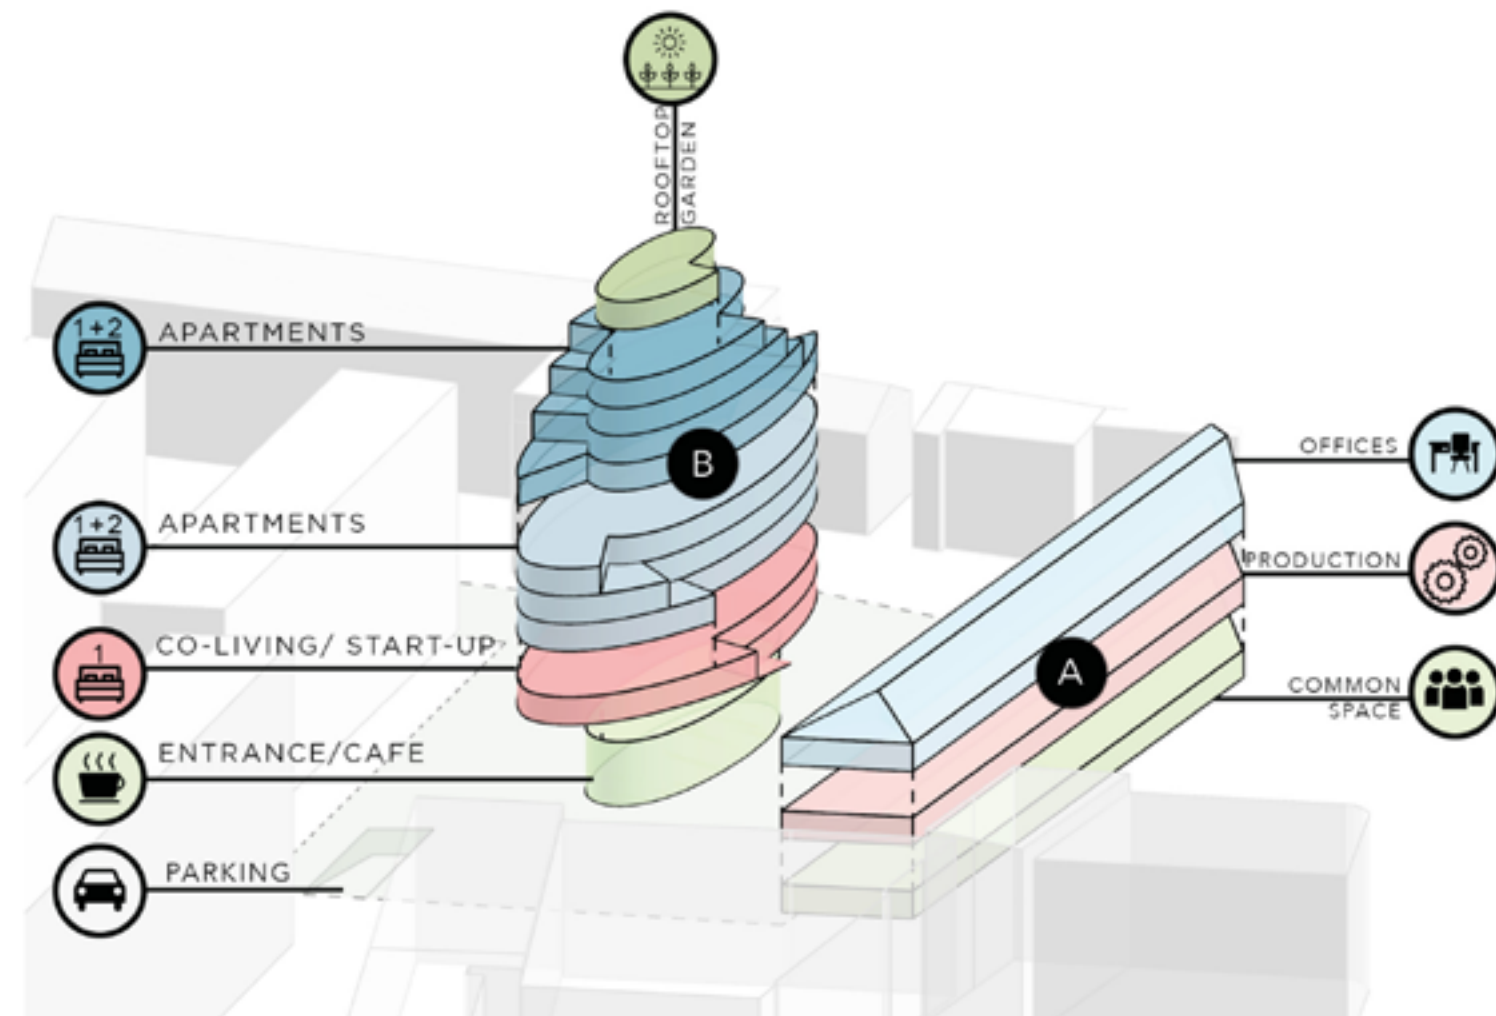 ROOFTOP
GARDEN
1+2
APARTMENTS
B
OFFICES
1+2
APARTMENTS
PRODUCTION
1
CO-LIVING/ START-UP
A
COMMON
SPACE
ENTRANCE/CAFE
PARKING